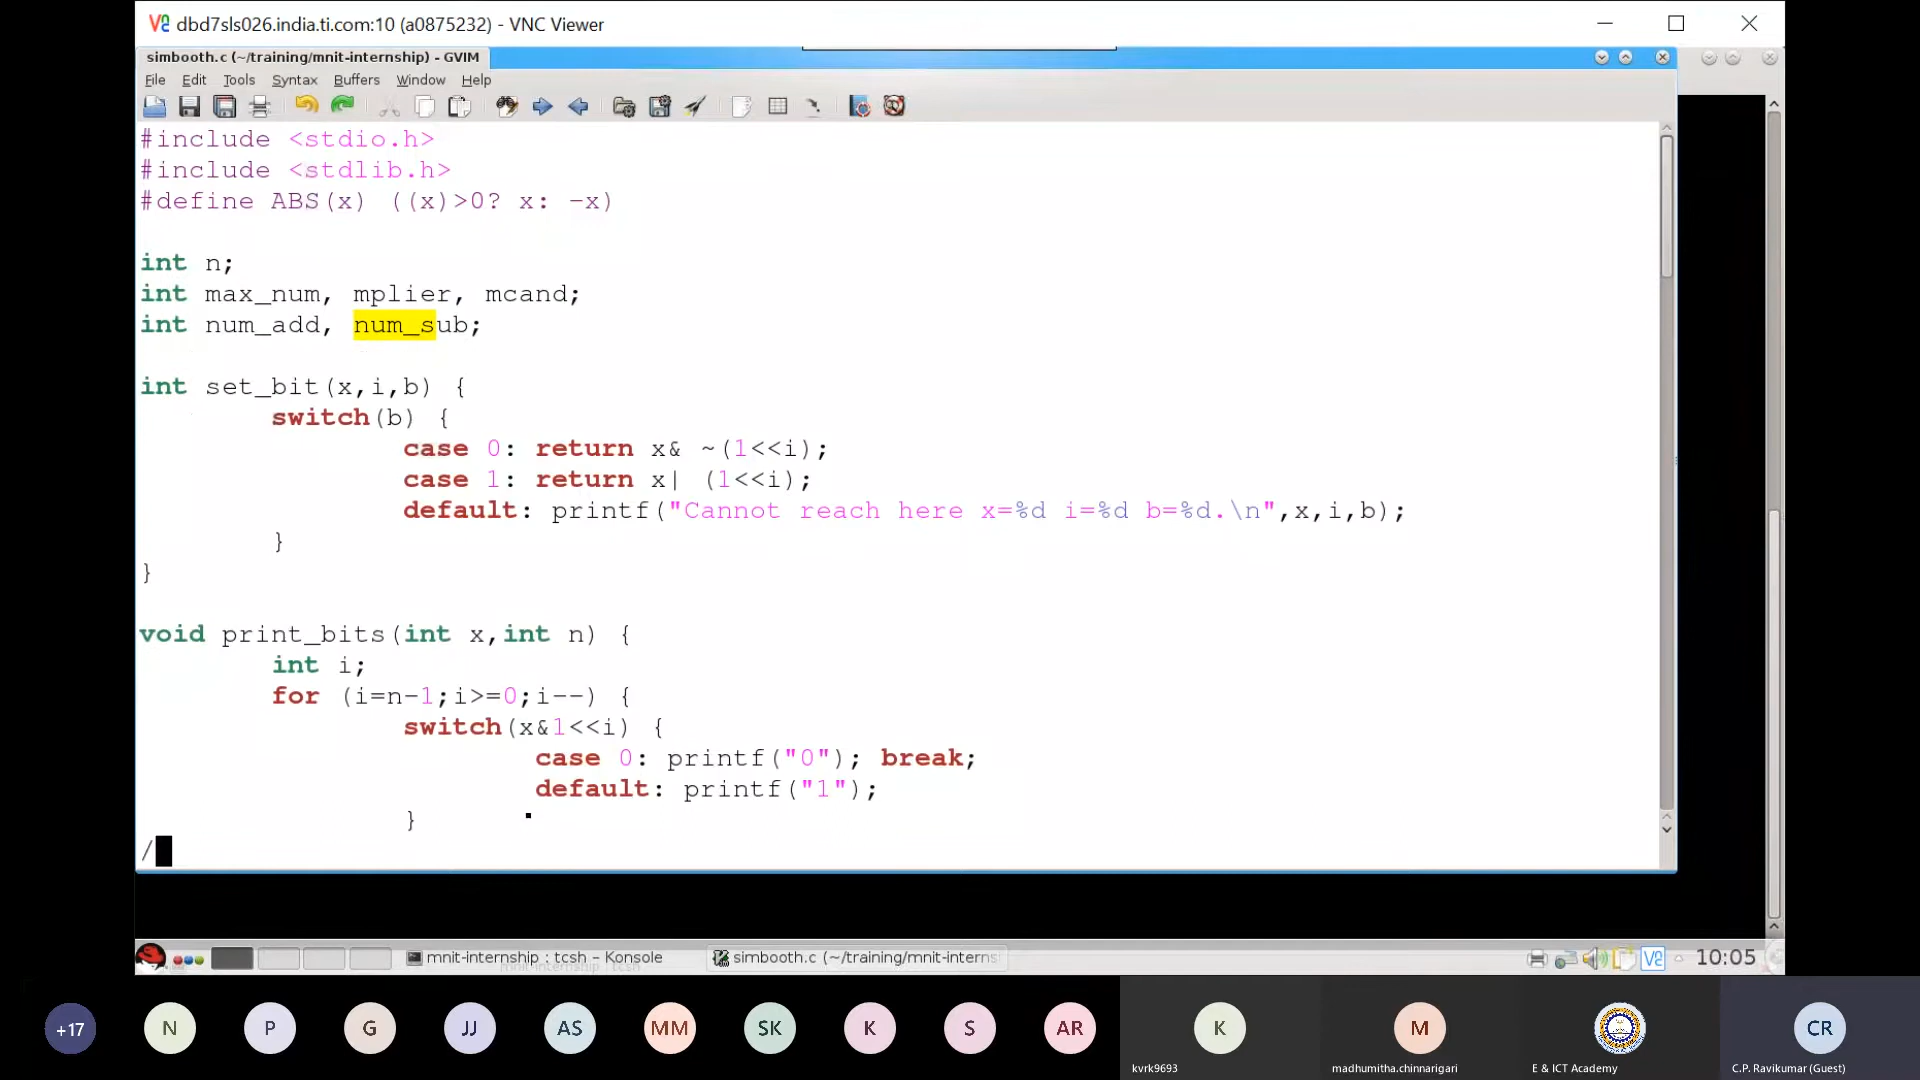 dbd7sls026.india.ti.com:10 (a0875232) - VNC Viewer
simbooth.c (~/training/mnit-internship) - GVIM
File Edit Tools Syntax Buffers Window Help
#include <stdio.h>
#include <stdlib.h>
#define ABS(x) ((x)>0? x: -x)
int n;
int max_num, mplier, mcand;
int num_add, num_sub;
int set_bit(x,i,b) {
switch(b) {
case 0: return x& ~(1<<i);
case 1: return x| (1<<i);
default: printf("Cannot reach here x=%d i=%d b=%d.\n",x,i,b);
}
}
void print_bits(int x,int n) {
int i;
for (i=n-1;i>=0;i--) {
switch(x&1<<i) {
case 0: printf("0"); break;
default: printf("1");
}
/
mnit-internship : tcsh - Konsole simbooth.c (~/training/mnit-interns 10:05
+17 N P G JJ AS MM SK K S AR K M CR
kvrk9693 madhumitha.chinnarigari E & ICT Academy C.P. Ravikumar (Guest)